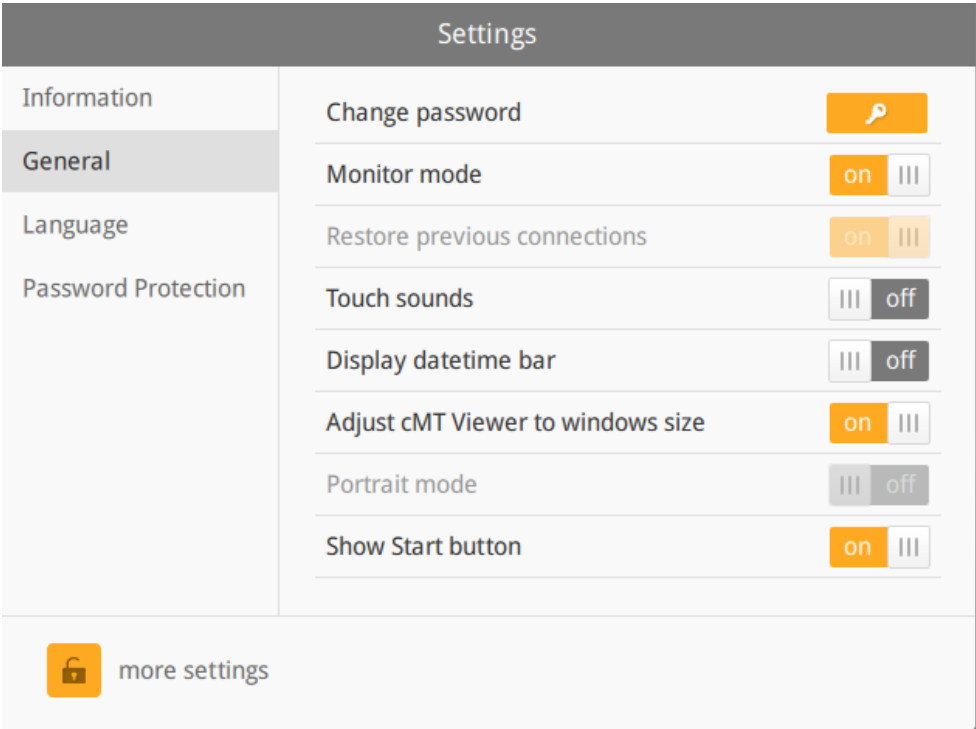 Settings
Information
General
Language
Password Protection
Change password
Monitor mode on
Restore previous connections on
Touch sounds off
Display datetime bar off
Adjust cMT Viewer to windows size on
Portrait mode off
Show Start button on
more settings